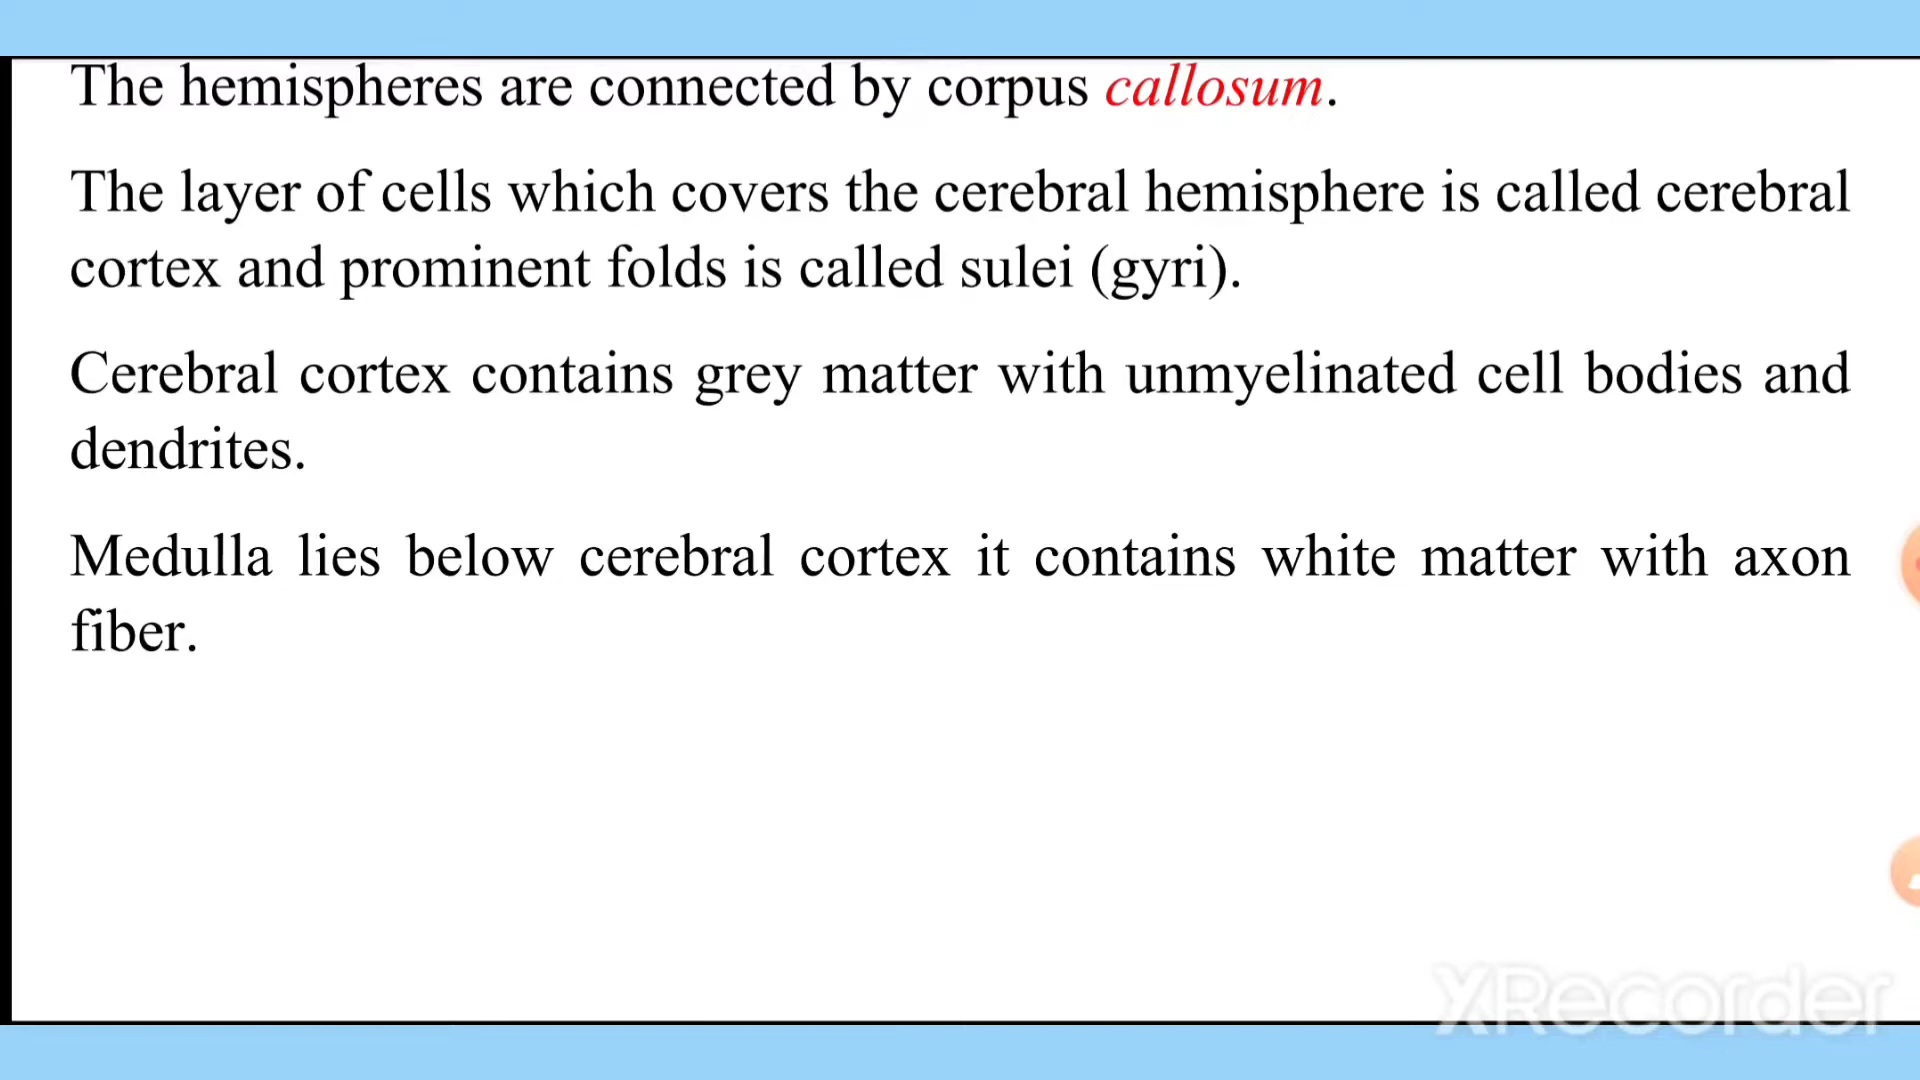 The hemispheres are connected by corpus callosum.
The layer of cells which covers the cerebral hemisphere is called cerebral
cortex and prominent folds is called sulei (gyri).
Cerebral cortex contains grey matter with unmyelinated cell bodies and
dendrites.
Medulla lies below cerebral cortex it contains white matter with axon
fiber.
XRecorder